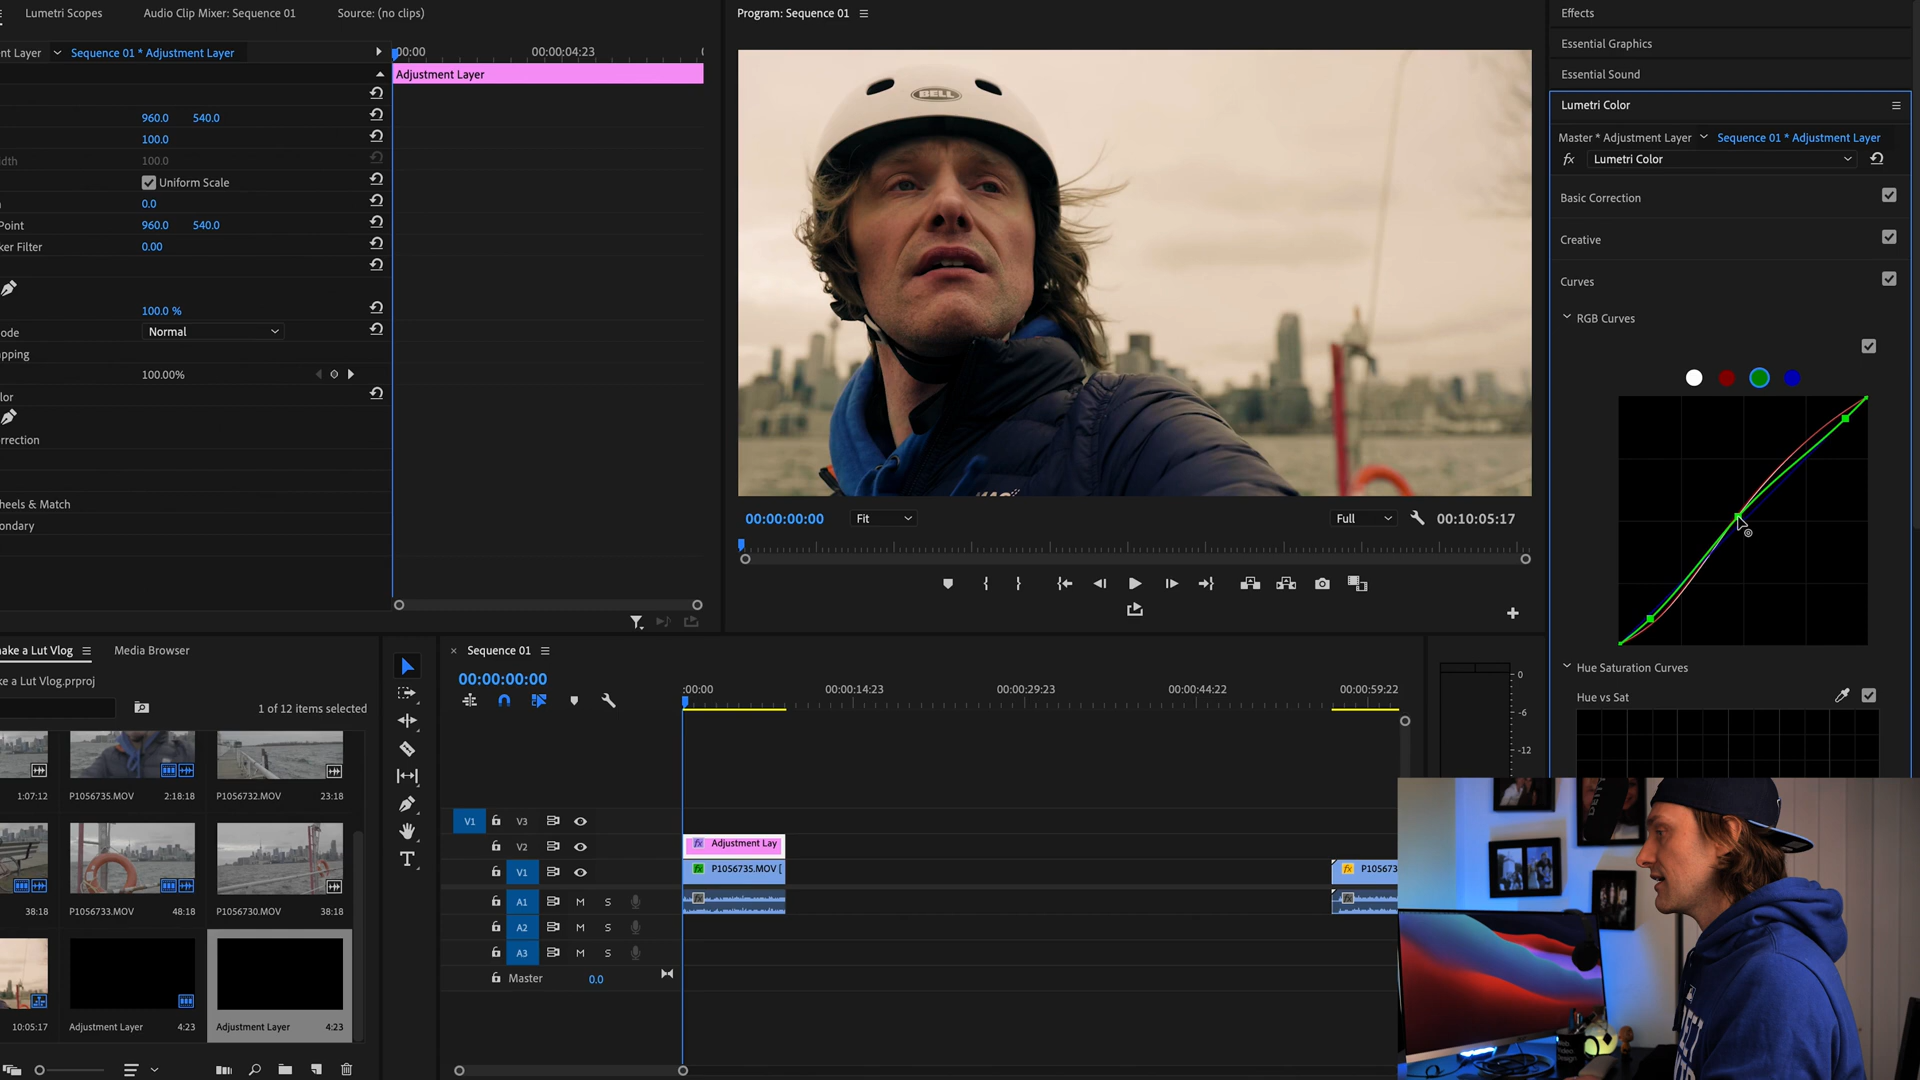 Lumetri Scopes
Audio Clip Mixer: Sequence 01
Source: (no clips)
nt Layer
Sequence 01 * Adjustment Layer
:00:00
00:00:04:23
Adjustment Layer
960.0 540.0
100.0
idth 100.0
Uniform Scale
0.0
Point 960.0 540.0
ker Filter 0.00
100.0 %
ode Normal
apping
100.00%
lor
rrection
heels & Match
ondary
Program: Sequence 01
BELL
00:00:00:00
Fit
Full
00:10:05:17
Effects
Essential Graphics
Essential Sound
Lumetri Color
Master * Adjustment Layer
Sequence 01 * Adjustment Layer
fx Lumetri Color
Basic Correction
Creative
Curves
RGB Curves
Hue Saturation Curves
Hue vs Sat
ake a Lut Vlog
Media Browser
ke a Lut Vlog.prproj
1 of 12 items selected
1:07:12
P1056735.MOV 2:18:18
P1056732.MOV 23:18
38:18
P1056733.MOV 48:18
P1056730.MOV 38:18
10:05:17
Adjustment Layer 4:23
Adjustment Layer 4:23
Sequence 01
00:00:00:00
:00:00
00:00:14:23
00:00:29:23
00:00:44:22
00:00:59:22
V1 V3
V2 fx Adjustment Lay
V1 V1 fx P1056735.MOV [
fx P105673
A1 M S
A2 M S
A3 M S
Master 0.0
0
-6
-12